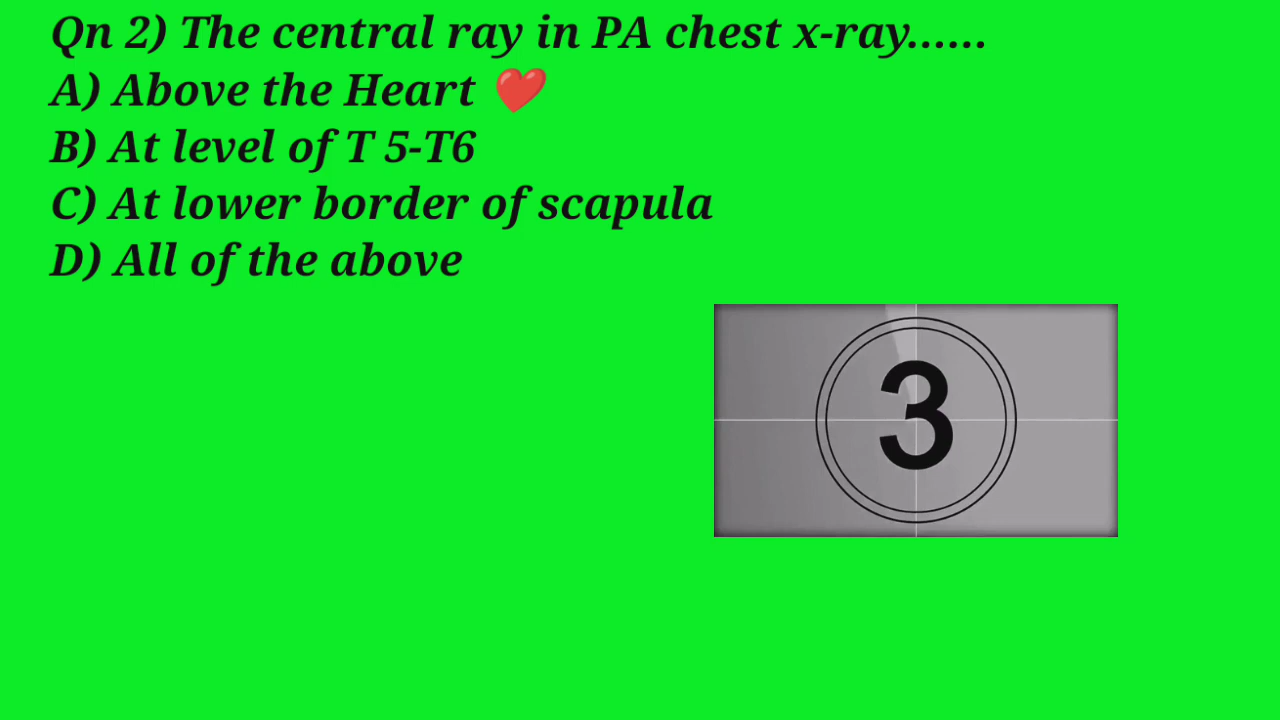 Qn 2) The central ray in PA chest x-ray......
A) Above the Heart ❤️
B) At level of T 5-T6
C) At lower border of scapula
D) All of the above
3